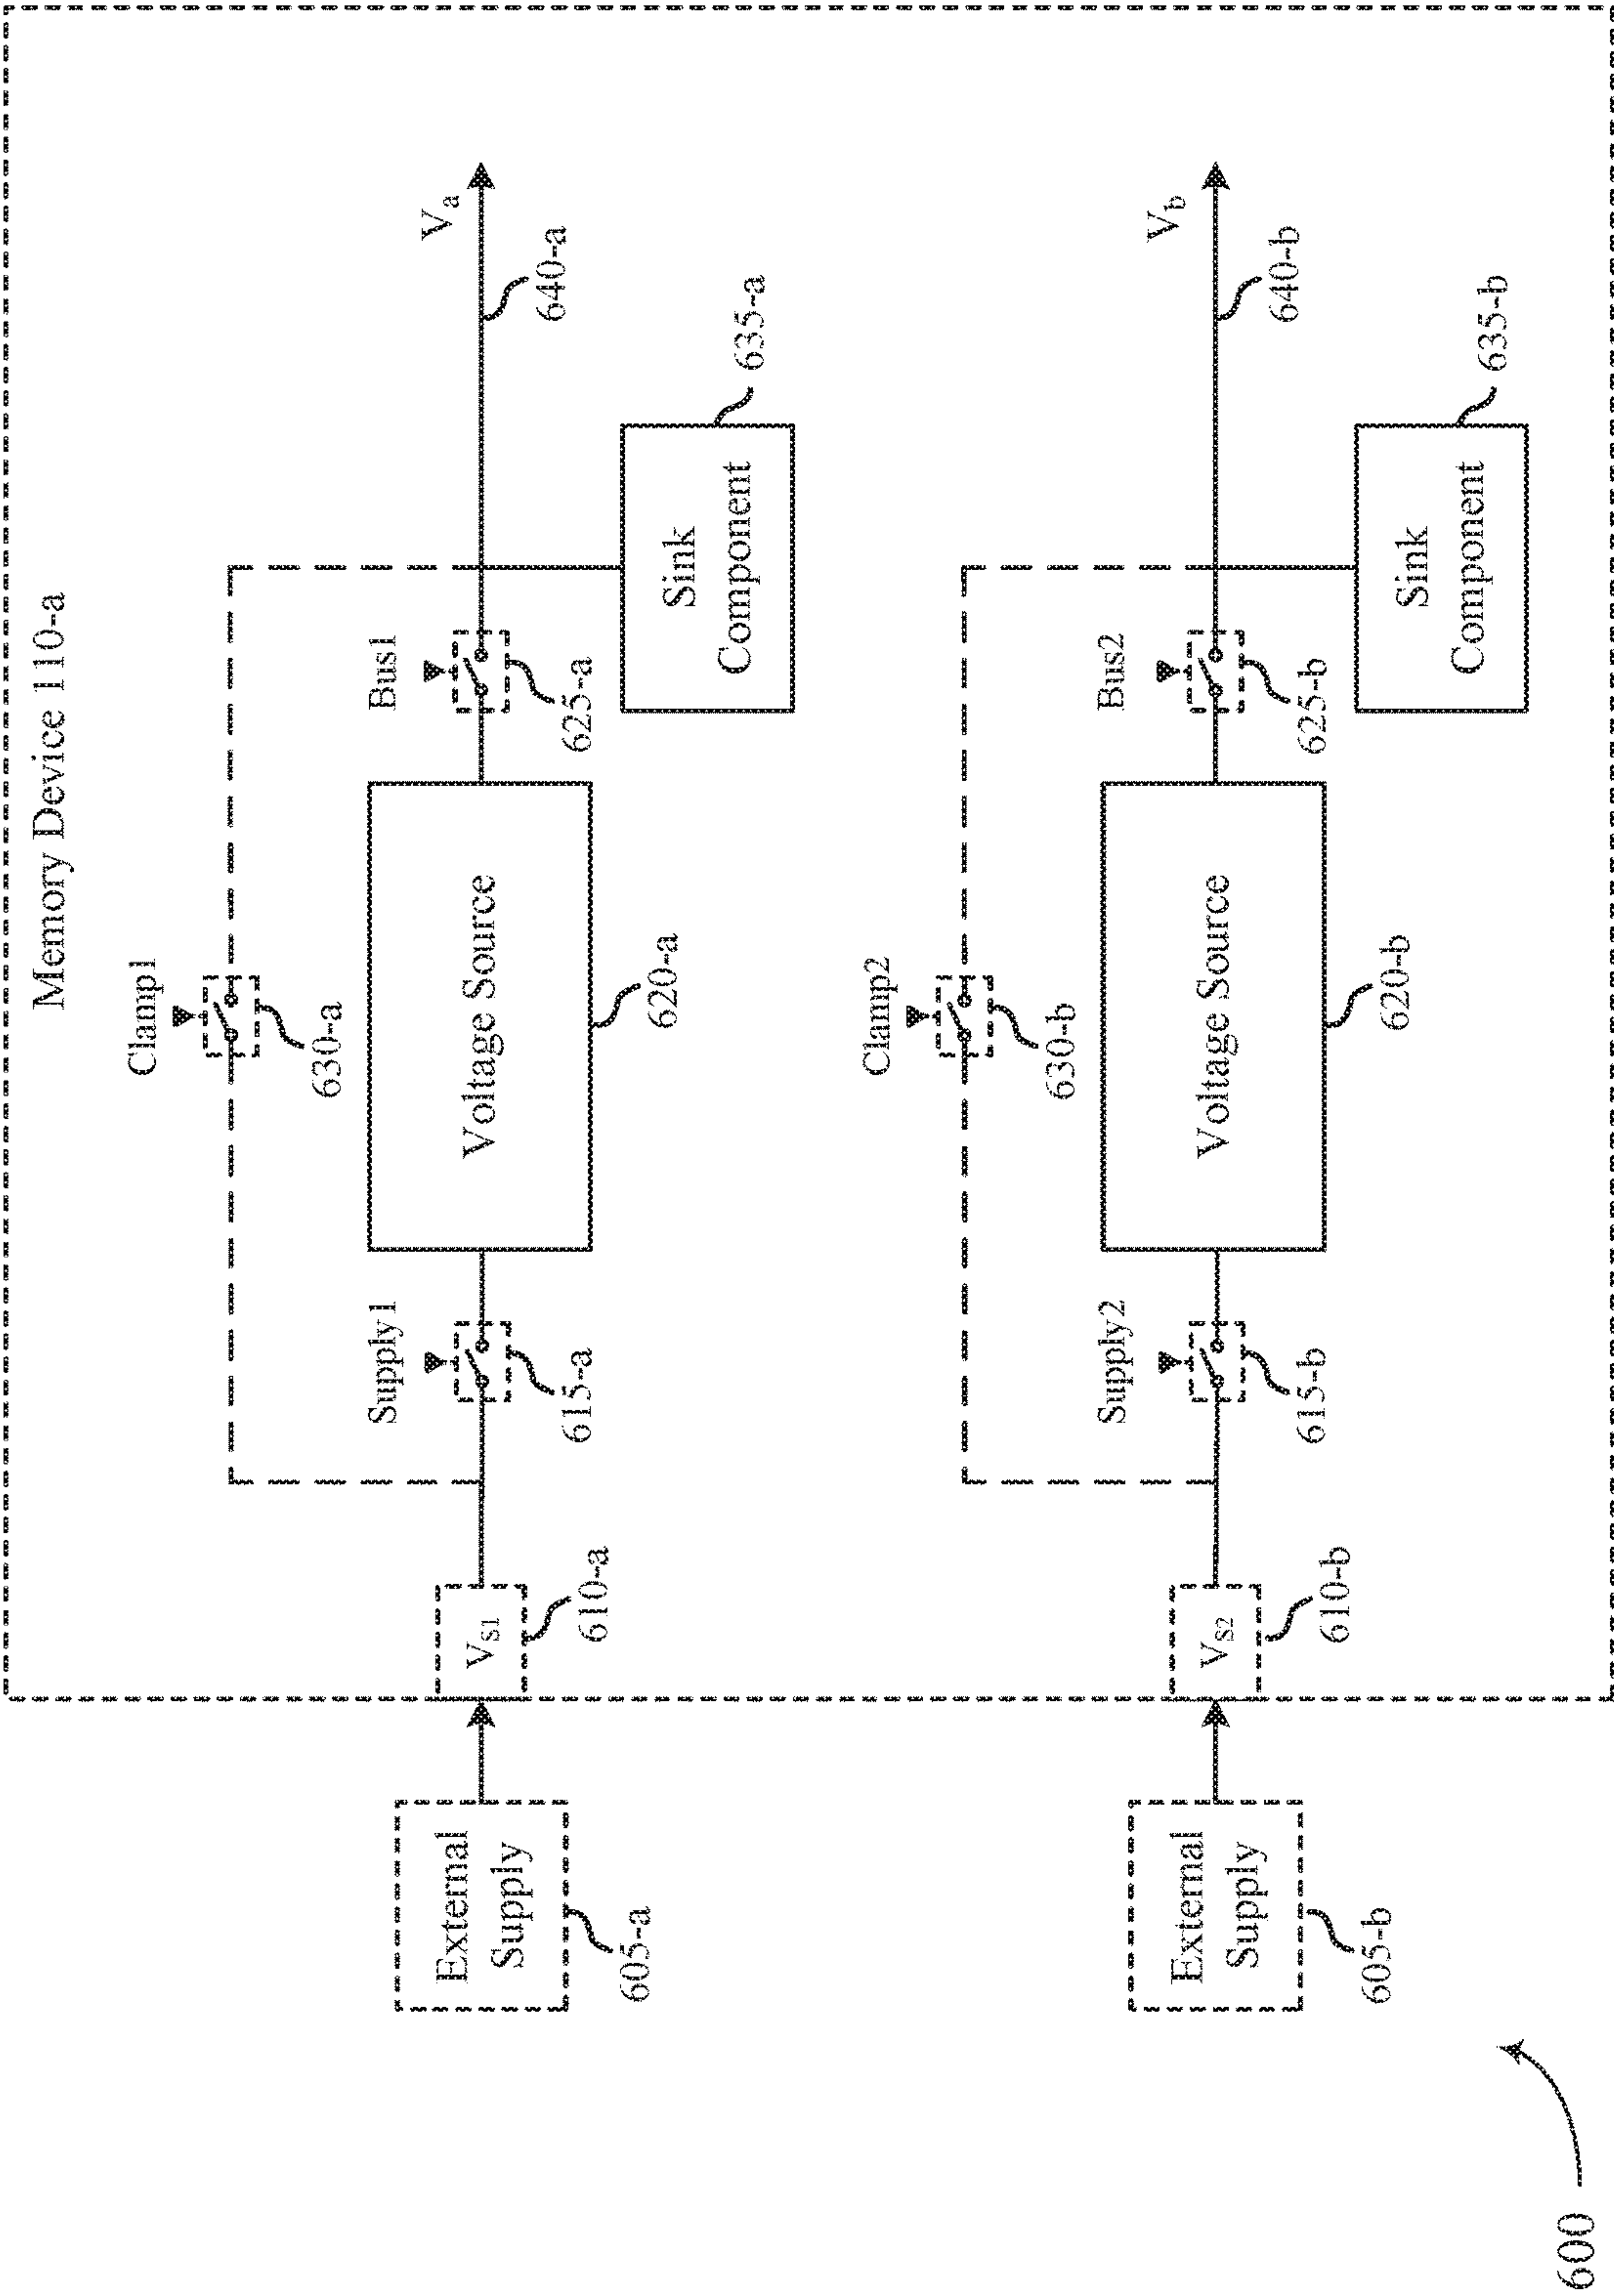 Memory Device 110-a
Clamp1
630-a
External
Supply
605-a
VS1
610-a
Supply1
615-a
Voltage Source
620-a
Bus1
625-a
Sink
Component
635-a
Va
640-a
Clamp2
630-b
External
Supply
605-b
VS2
610-b
Supply2
615-b
Voltage Source
620-b
Bus2
625-b
Sink
Component
635-b
Vb
640-b
600